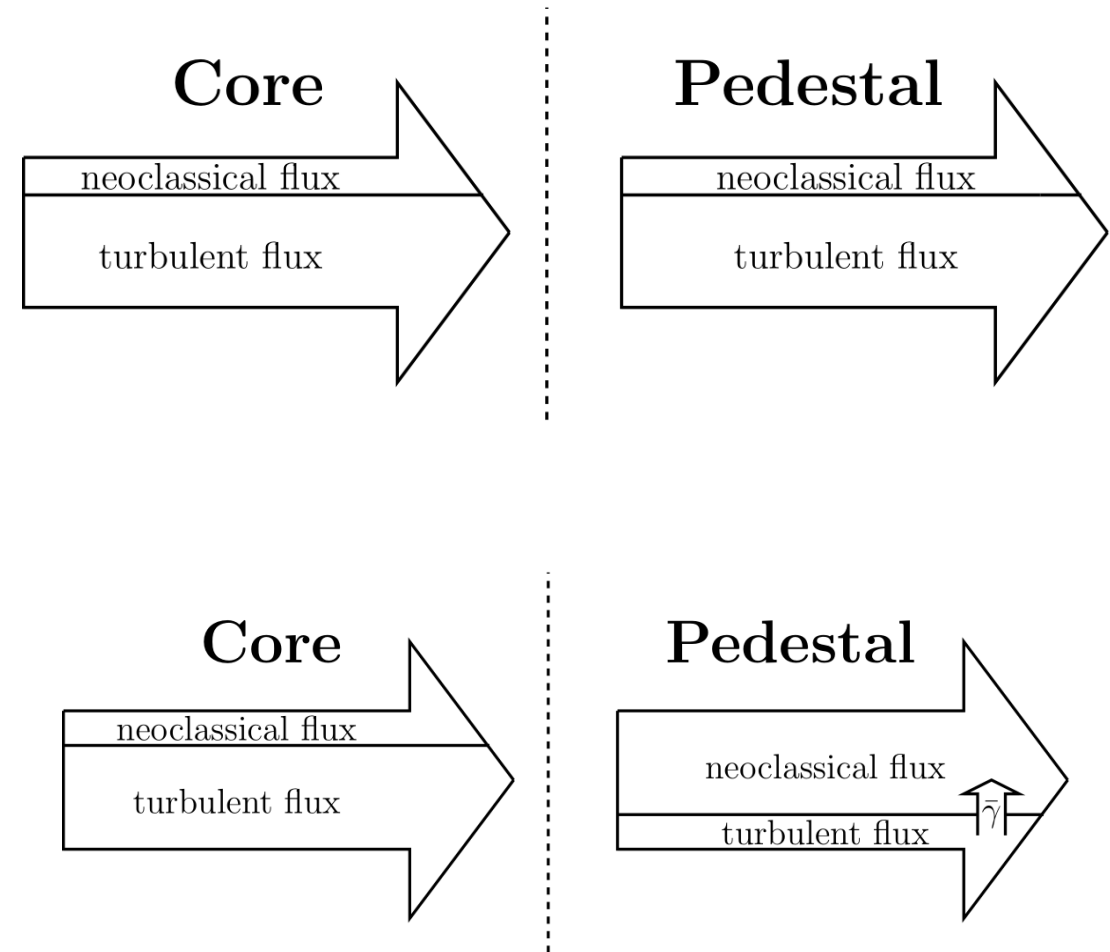 Core
neoclassical flux
turbulent flux
Pedestal
neoclassical flux
turbulent flux
Core
neoclassical flux
turbulent flux
Pedestal
neoclassical flux
γ̄
turbulent flux